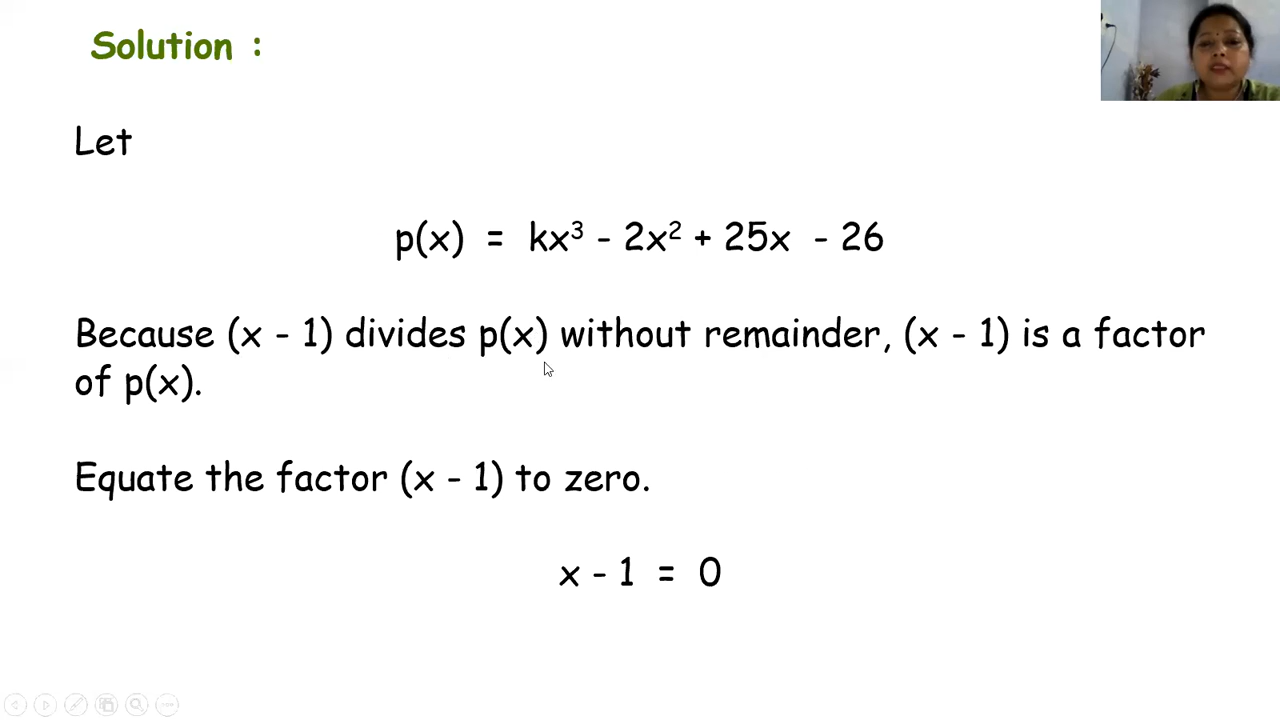 Solution :
Let
p(x) = kx³ - 2x² + 25x - 26
Because (x - 1) divides p(x) without remainder, (x - 1) is a factor
of p(x).
Equate the factor (x - 1) to zero.
x - 1 = 0